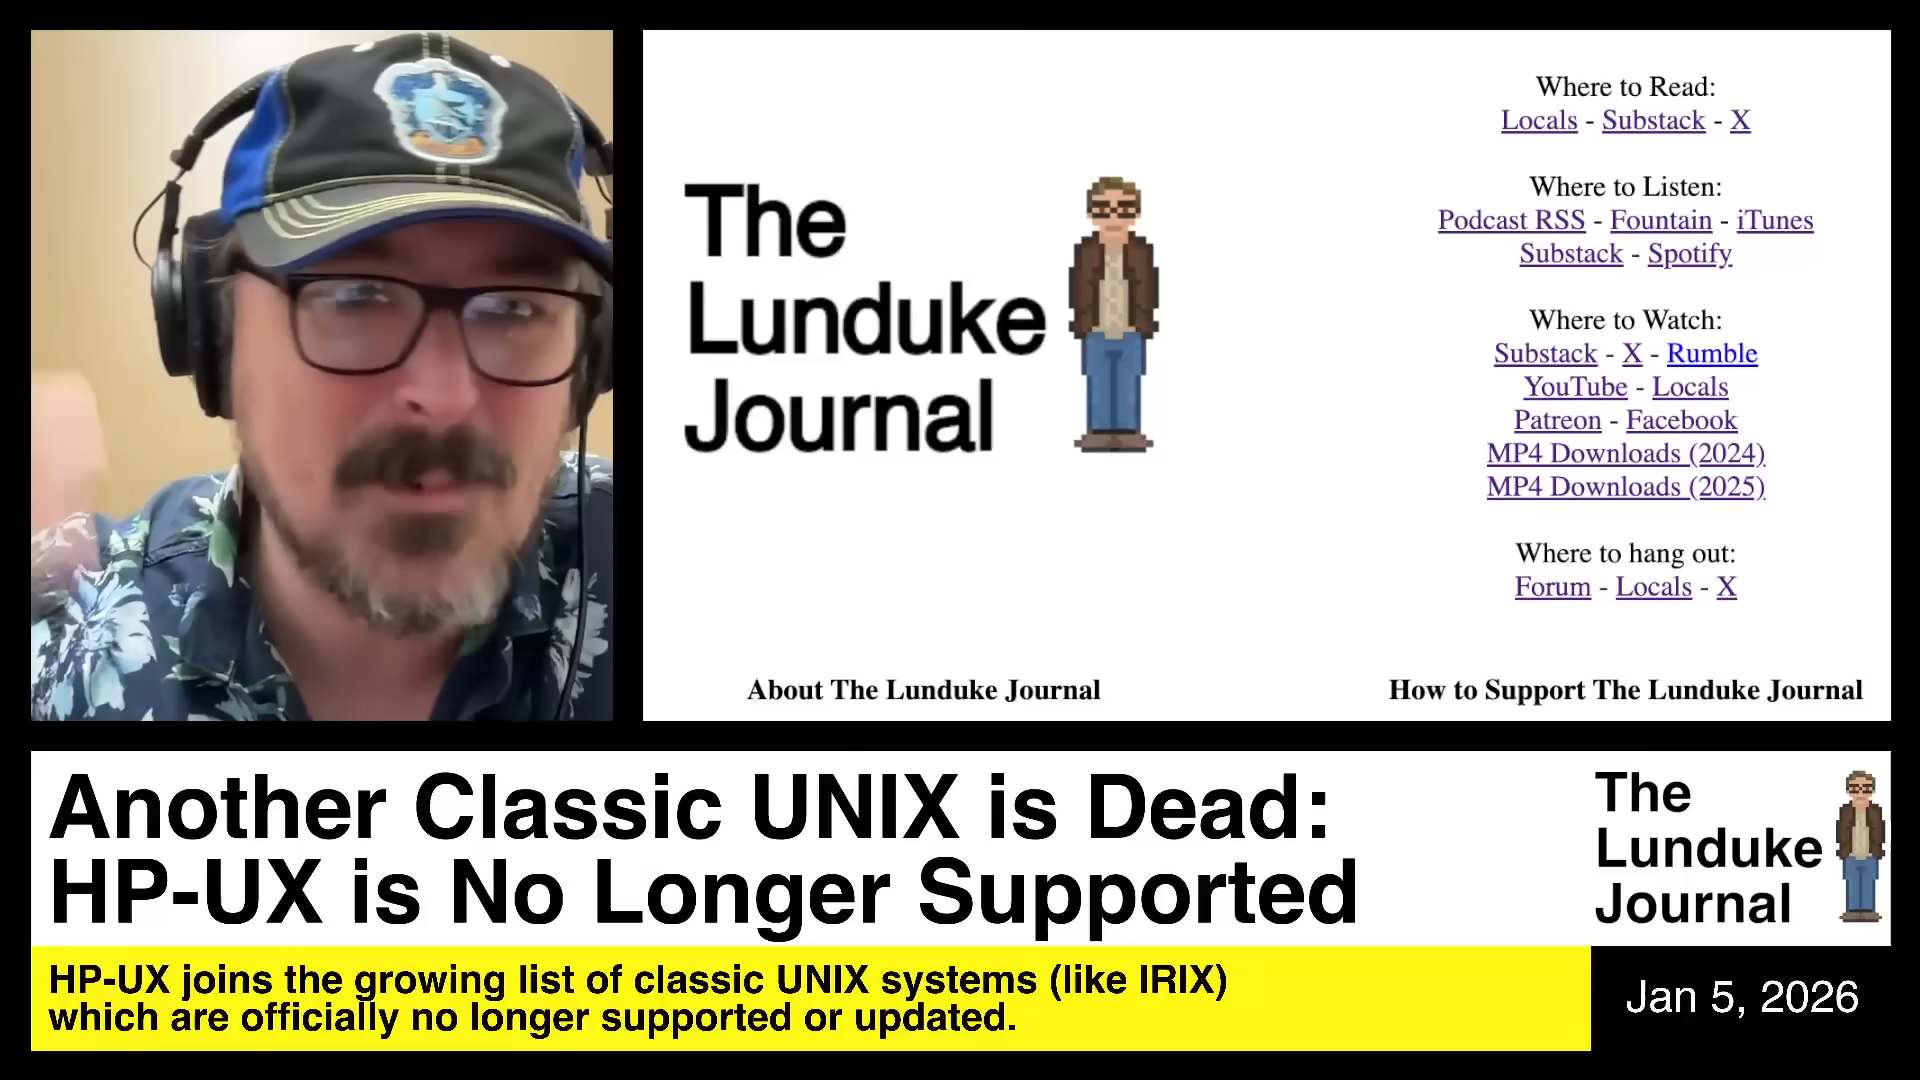 The
Lunduke
Journal
Where to Read:
Locals - Substack - X
Where to Listen:
Podcast RSS - Fountain - iTunes
Substack - Spotify
Where to Watch:
Substack - X - Rumble
YouTube - Locals
Patreon - Facebook
MP4 Downloads (2024)
MP4 Downloads (2025)
Where to hang out:
Forum - Locals - X
About The Lunduke Journal
How to Support The Lunduke Journal
Another Classic UNIX is Dead:
HP-UX is No Longer Supported
The
Lunduke
Journal
HP-UX joins the growing list of classic UNIX systems (like IRIX)
which are officially no longer supported or updated.
Jan 5, 2026